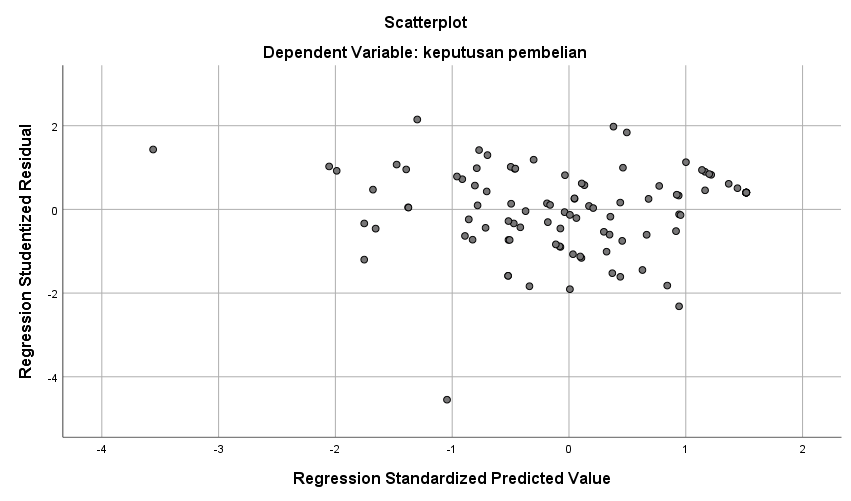 Scatterplot
Dependent Variable: keputusan pembelian
Regression Studentized Residual
2
0
-2
-4
-4 -3 -2 -1 0 1 2
Regression Standardized Predicted Value